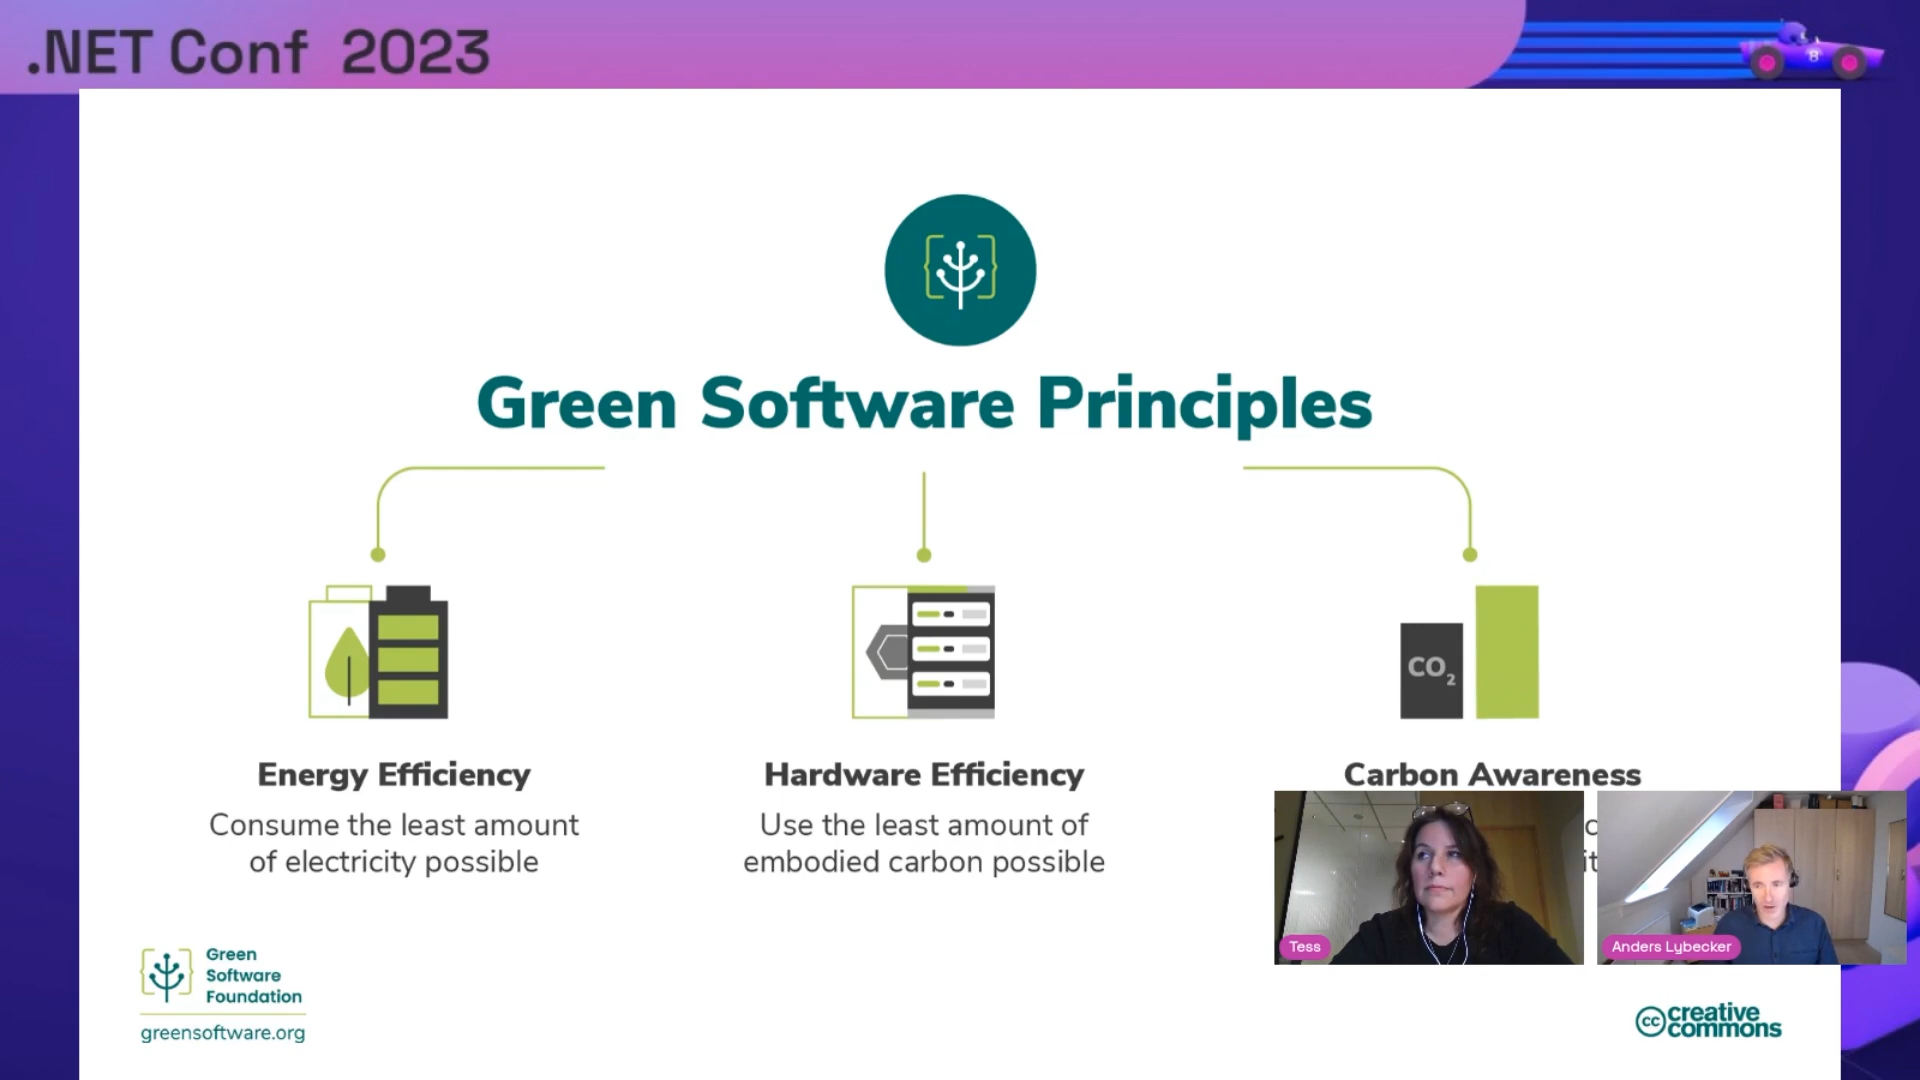 .NET Conf 2023
8
Green Software Principles
CO2
Energy Efficiency
Consume the least amount
of electricity possible
Hardware Efficiency
Use the least amount of
embodied carbon possible
Carbon Awareness
Tess
Anders Lybecker
Green
Software
Foundation
greensoftware.org
cc creative
commons